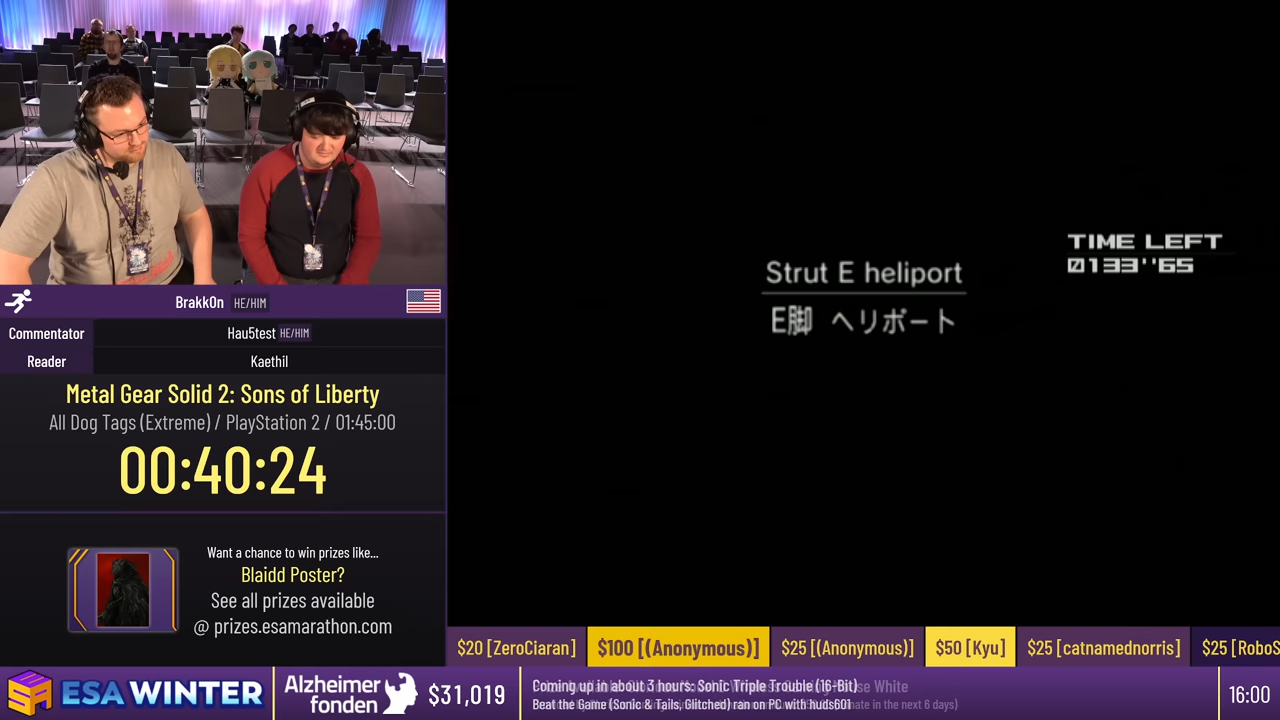 Strut E heliport
E脚 ヘリポート
TIME LEFT
0133"65
BrakkOn HE/HIM
Commentator Hau5test HE/HIM
Reader Kaethil
Metal Gear Solid 2: Sons of Liberty
All Dog Tags (Extreme) / PlayStation 2 / 01:45:00
00:40:24
Want a chance to win prizes like...
Blaidd Poster?
See all prizes available
@ prizes.esamarathon.com
$20 [ZeroCiaran] $100 [(Anonymous)] $25 [(Anonymous)] $50 [Kyu] $25 [catnamednorris] $25 [RoboS
ESA WINTER
Alzheimer
fonden
$31,019
Coming up in about 3 hours: Sonic Triple Trouble (16-Bit)
Beat the Game (Sonic & Tails, Glitched) ran on PC with huds601
16:00